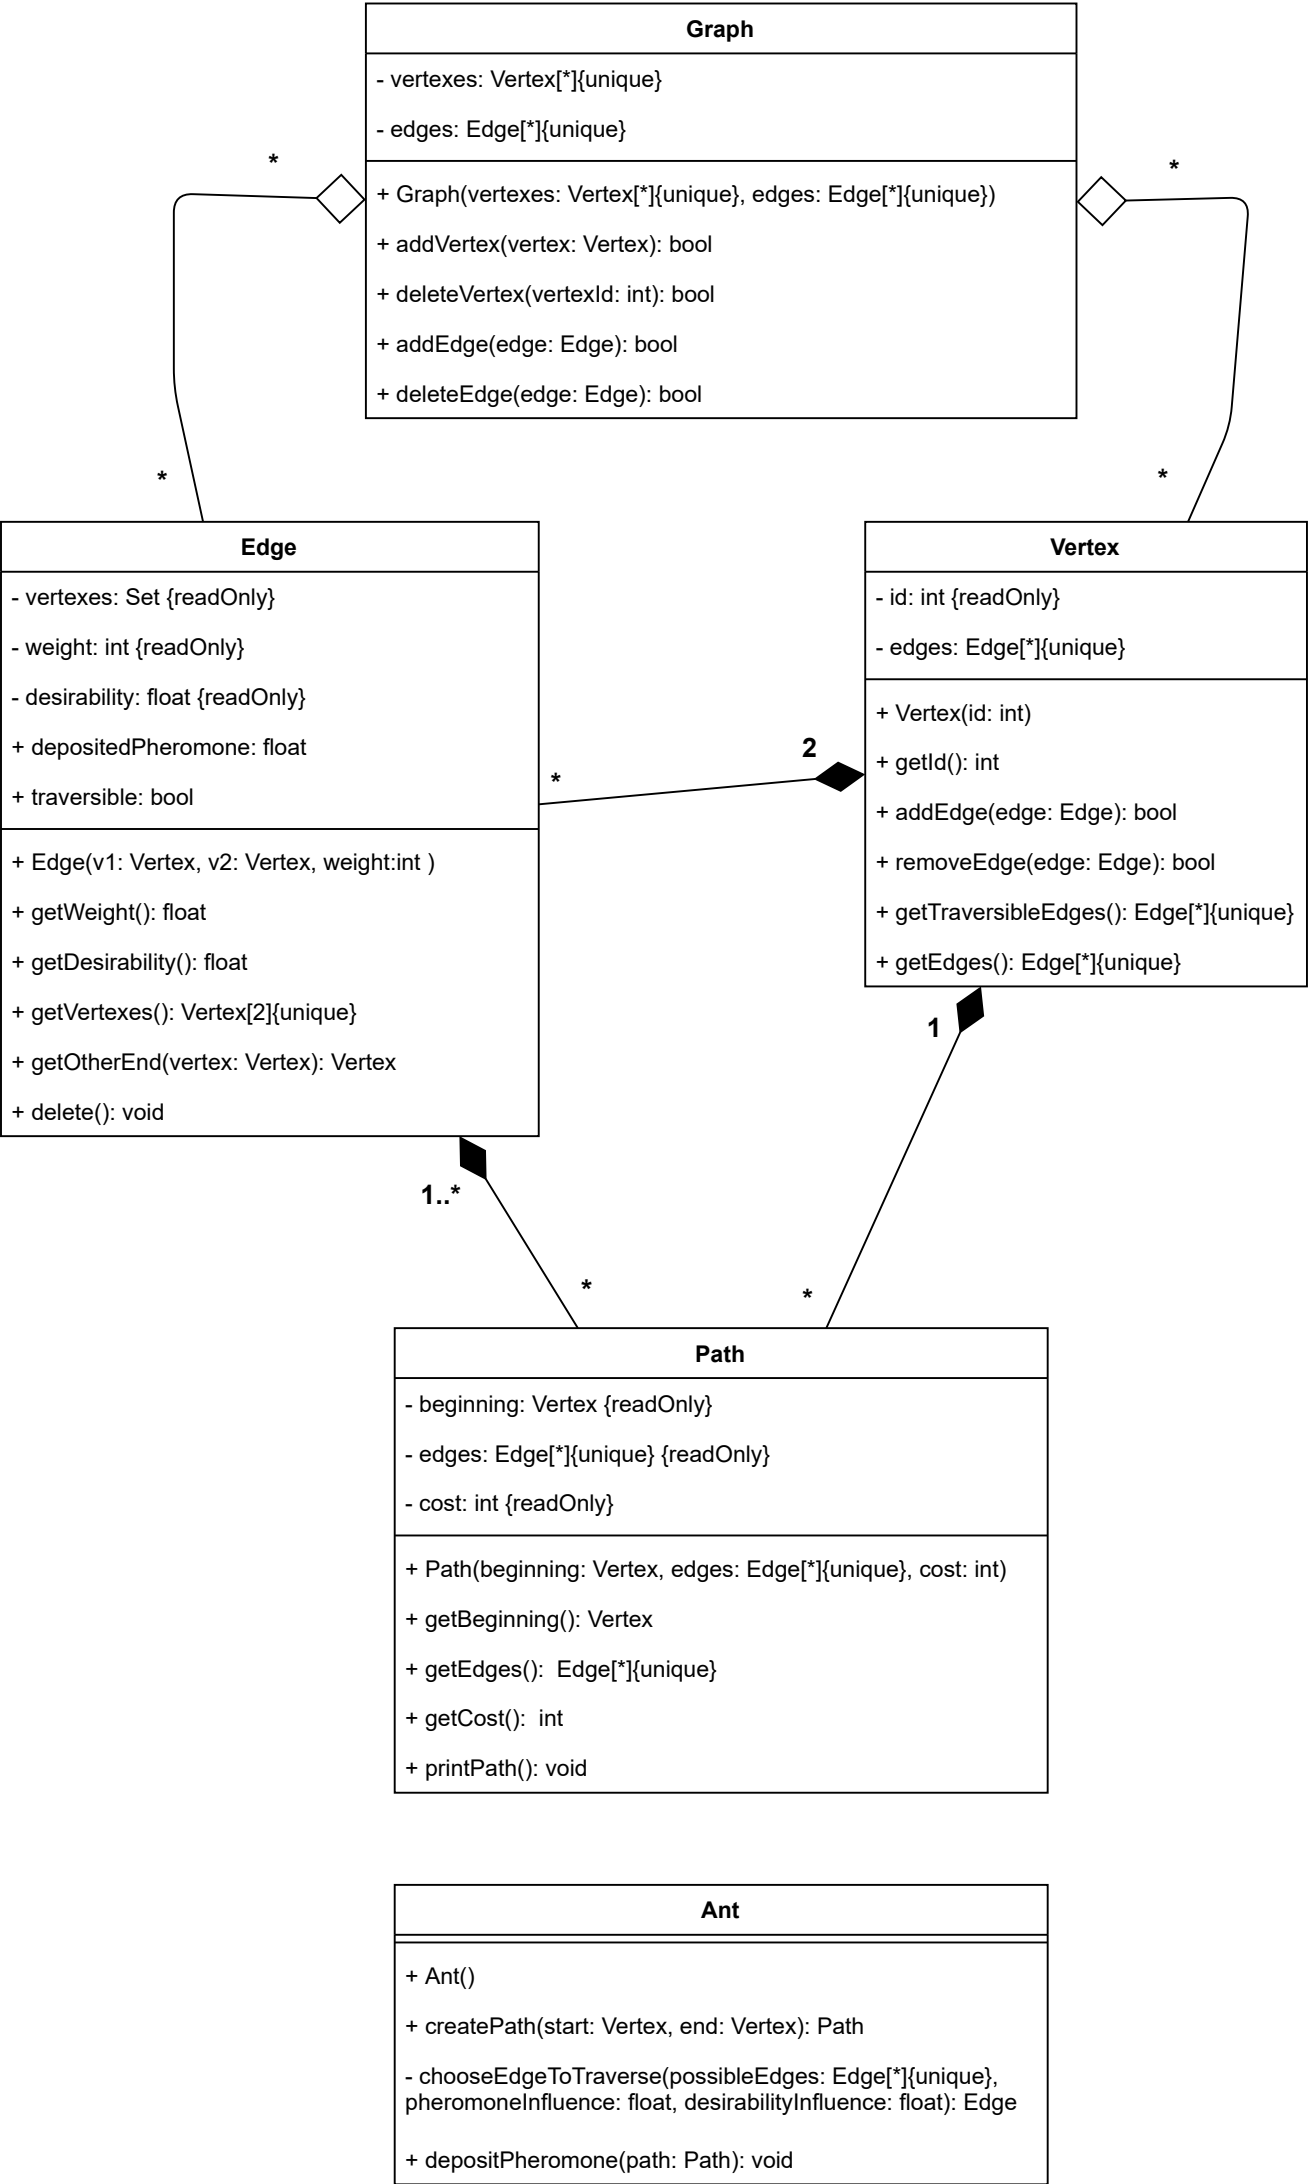 Graph
- vertexes: Vertex[*]{unique}
- edges: Edge[*]{unique}
+ Graph(vertexes: Vertex[*]{unique}, edges: Edge[*]{unique})
+ addVertex(vertex: Vertex): bool
+ deleteVertex(vertexId: int): bool
+ addEdge(edge: Edge): bool
+ deleteEdge(edge: Edge): bool
*
*
*
*
Edge
- vertexes: Set {readOnly}
- weight: int {readOnly}
- desirability: float {readOnly}
+ depositedPheromone: float
+ traversible: bool
+ Edge(v1: Vertex, v2: Vertex, weight:int )
+ getWeight(): float
+ getDesirability(): float
+ getVertexes(): Vertex[2]{unique}
+ getOtherEnd(vertex: Vertex): Vertex
+ delete(): void
*
2
Vertex
- id: int {readOnly}
- edges: Edge[*]{unique}
+ Vertex(id: int)
+ getId(): int
+ addEdge(edge: Edge): bool
+ removeEdge(edge: Edge): bool
+ getTraversibleEdges(): Edge[*]{unique}
+ getEdges(): Edge[*]{unique}
1
1..*
*
*
Path
- beginning: Vertex {readOnly}
- edges: Edge[*]{unique} {readOnly}
- cost: int {readOnly}
+ Path(beginning: Vertex, edges: Edge[*]{unique}, cost: int)
+ getBeginning(): Vertex
+ getEdges():  Edge[*]{unique}
+ getCost():  int
+ printPath(): void
Ant
+ Ant()
+ createPath(start: Vertex, end: Vertex): Path
- chooseEdgeToTraverse(possibleEdges: Edge[*]{unique},
pheromoneInfluence: float, desirabilityInfluence: float): Edge
+ depositPheromone(path: Path): void